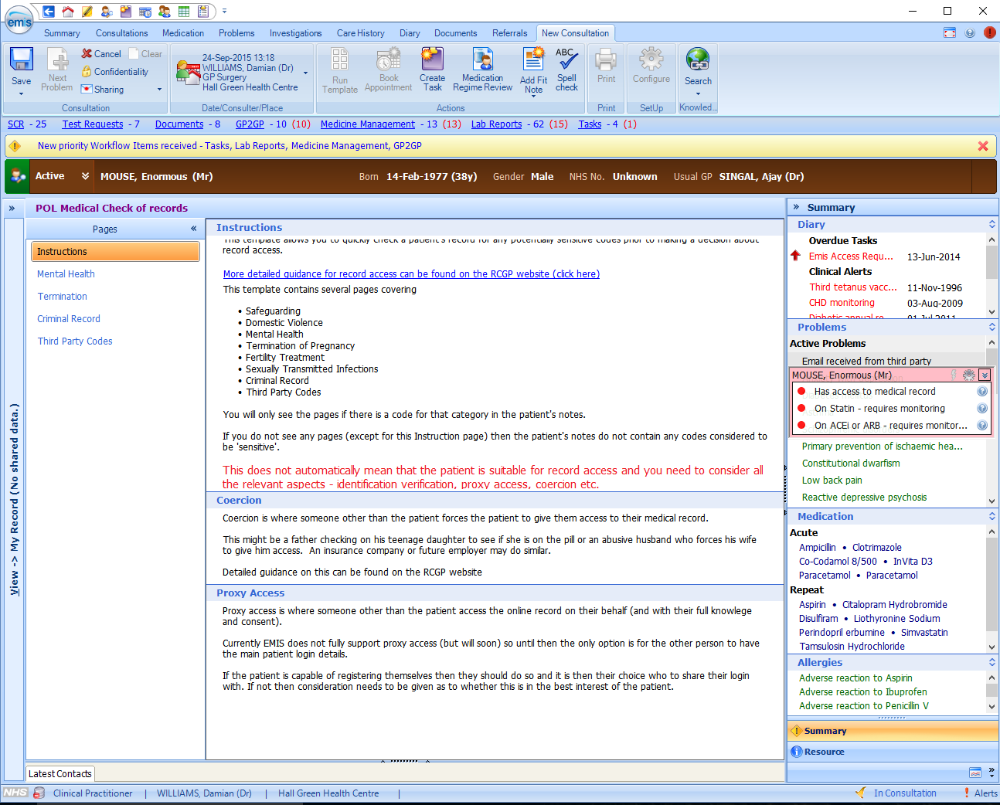 emis
Summary Consultations Medication Problems Investigations Care History Diary Documents Referrals New Consultation
Save
Next Problem
Cancel Clear
Confidentiality
Sharing
Consultation
24-Sep-2015 13:18
WILLIAMS, Damian (Dr)
GP Surgery
Hall Green Health Centre
Date/Consulter/Place
Run Template
Book Appointment
Create Task
Medication Regime Review
Add Fit Note
ABC
Spell check
Actions
Print
Print
Configure
SetUp
Search
Knowled...
SCR - 25 Test Requests - 7 Documents - 8 GP2GP - 10 (10) Medicine Management - 13 (13) Lab Reports - 62 (15) Tasks - 4 (1)
New priority Workflow Items received - Tasks, Lab Reports, Medicine Management, GP2GP
Active MOUSE, Enormous (Mr) Born 14-Feb-1977 (38y) Gender Male NHS No. Unknown Usual GP SINGAL, Ajay (Dr)
View -> My Record (No shared data.)
POL Medical Check of records
Pages
Instructions
Mental Health
Termination
Criminal Record
Third Party Codes
Instructions
This template allows you to quickly check a patient's record for any potentially sensitive codes prior to making a decision about
record access.
More detailed guidance for record access can be found on the RCGP website (click here)
This template contains several pages covering
• Safeguarding
• Domestic Violence
• Mental Health
• Termination of Pregnancy
• Fertility Treatment
• Sexually Transmitted Infections
• Criminal Record
• Third Party Codes
You will only see the pages if there is a code for that category in the patient's notes.
If you do not see any pages (except for this Instruction page) then the patient's notes do not contain any codes considered to
be 'sensitive'.
This does not automatically mean that the patient is suitable for record access and you need to consider all
the relevant aspects - identification verification, proxy access, coercion etc.
Coercion
Coercion is where someone other than the patient forces the patient to give them access to their medical record.
This might be a father checking on his teenage daughter to see if she is on the pill or an abusive husband who forces his wife
to give him access. An insurance company or future employer may do similar.
Detailed guidance on this can be found on the RCGP website
Proxy Access
Proxy access is where someone other than the patient access the online record on their behalf (and with their full knowlege
and consent).
Currently EMIS does not fully support proxy access (but will soon) so until then the only option is for the other person to have
the main patient login details.
If the patient is capable of registering themselves then they should do so and it is then their choice who to share their login
with. If not then consideration needs to be given as to whether this is in the best interest of the patient.
Summary
Diary
Overdue Tasks
Emis Access Requ... 13-Jun-2014
Clinical Alerts
Third tetanus vacc... 11-Nov-1996
CHD monitoring 03-Aug-2009
Diabetic annual re... 01-Jul-2011
Problems
Active Problems
Email received from third party
MOUSE, Enormous (Mr)
Has access to medical record
On Statin - requires monitoring
On ACEi or ARB - requires monitor...
Primary prevention of ischaemic hea...
Constitutional dwarfism
Low back pain
Reactive depressive psychosis
Medication
Acute
Ampicillin • Clotrimazole
Co-Codamol 8/500 • InVita D3
Paracetamol • Paracetamol
Repeat
Aspirin • Citalopram Hydrobromide
Disulfiram • Liothyronine Sodium
Perindopril erbumine • Simvastatin
Tamsulosin Hydrochloride
Allergies
Adverse reaction to Aspirin
Adverse reaction to Ibuprofen
Adverse reaction to Penicillin V
Summary
Resource
Latest Contacts
NHS Clinical Practitioner | WILLIAMS, Damian (Dr) | Hall Green Health Centre | In Consultation Alerts